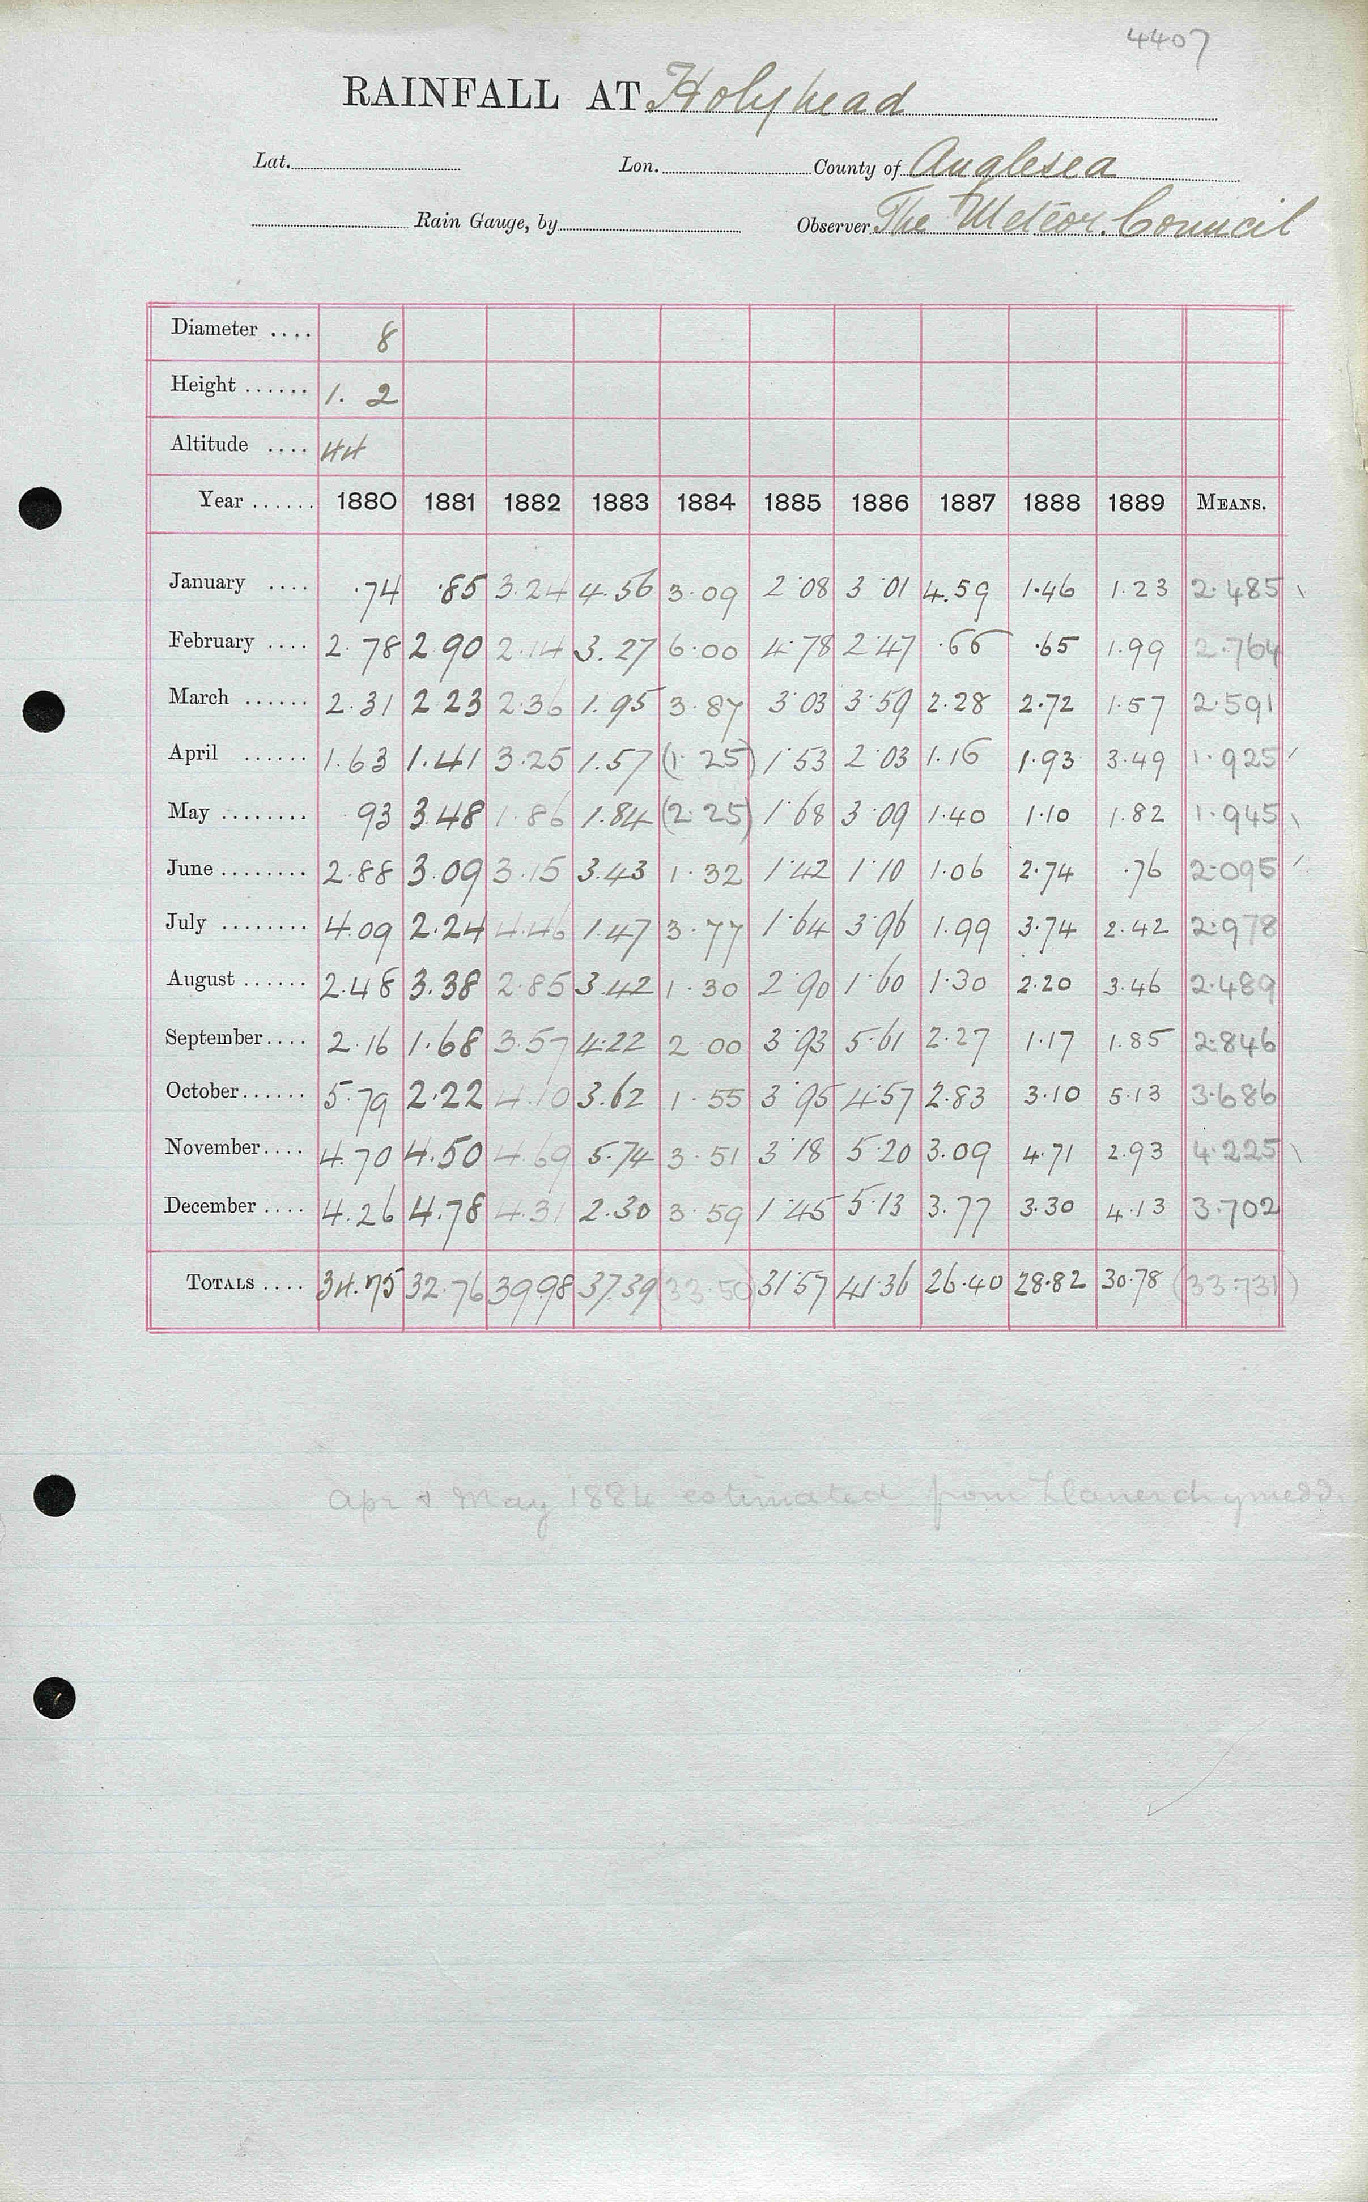 4407
RAINFALL AT Holyhead
Lat. Lon. County of Anglesea
Rain Gauge, by Observer The Meteor. Council
Diameter .... 8
Height ...... 1. 2
Altitude .... 44
Year ...... 1880 1881 1882 1883 1884 1885 1886 1887 1888 1889 MEANS.
January .... .74 .85 3.24 4.56 3.09 2.08 3.01 4.59 1.46 1.23 2.485
February .... 2.78 2.90 2.14 3.27 6.00 4.78 2.47 .66 .65 1.99 2.764
March ...... 2.31 2.23 2.36 1.95 3.87 3.03 3.59 2.28 2.72 1.57 2.591
April ...... 1.63 1.41 3.25 1.57 (1.25) 1.53 2.03 1.16 1.93 3.49 1.925
May ........ 93 3.48 1.86 1.84 (2.25) 1.68 3.09 1.40 1.10 1.82 1.945
June ........ 2.88 3.09 3.15 3.43 1.32 1.42 1.10 1.06 2.74 .76 2.095
July ........ 4.09 2.24 4.46 1.47 3.77 1.64 3.96 1.99 3.74 2.42 2.978
August ...... 2.48 3.38 2.85 3.42 1.30 2.90 1.60 1.30 2.20 3.46 2.489
September .... 2.16 1.68 3.57 4.22 2.00 3.93 5.61 2.27 1.17 1.85 2.846
October ...... 5.79 2.22 4.10 3.62 1.55 3.95 4.57 2.83 3.10 5.13 3.686
November .... 4.70 4.50 4.69 5.74 3.51 3.18 5.20 3.09 4.71 2.93 4.225
December .... 4.26 4.78 4.31 2.30 3.59 1.45 5.13 3.77 3.30 4.13 3.702
TOTALS .... 34.75 32.76 39.98 37.39 (33.50) 31.57 41.36 26.40 28.82 30.78 (33.731)
Apr & May 1884 estimated from Llanerchymedd.